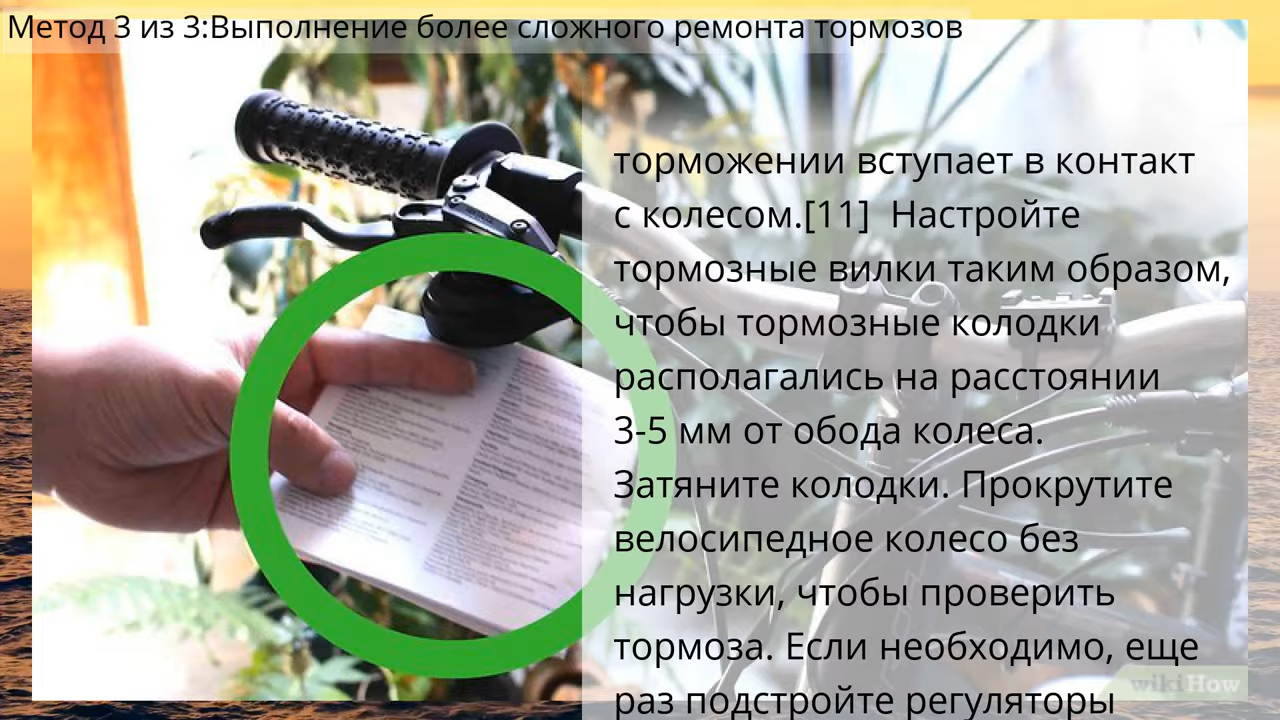 Метод 3 из 3:Выполнение более сложного ремонта тормозов
торможении вступает в контакт
с колесом.[11]  Настройте
тормозные вилки таким образом,
чтобы тормозные колодки
располагались на расстоянии
3-5 мм от обода колеса.
Затяните колодки. Прокрутите
велосипедное колесо без
нагрузки, чтобы проверить
тормоза. Если необходимо, еще
раз подстройте регуляторы
wikiHow